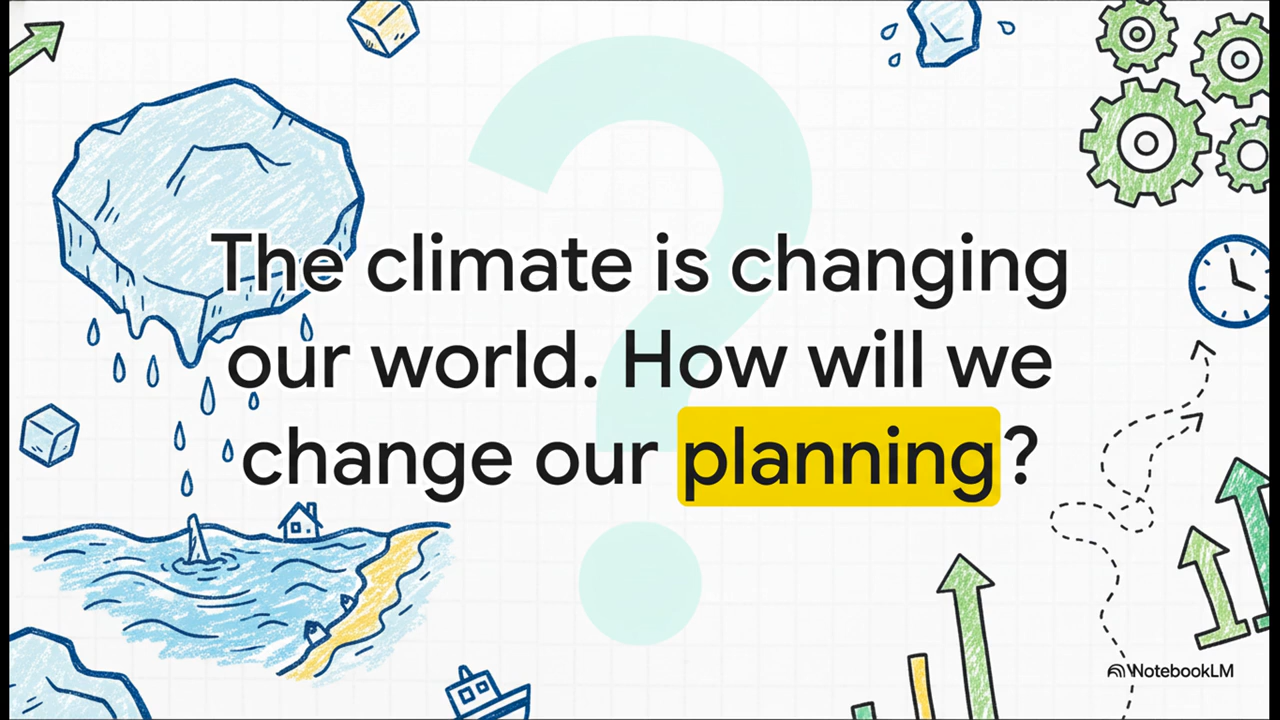 The climate is changing
our world. How will we
change our planning?
NotebookLM